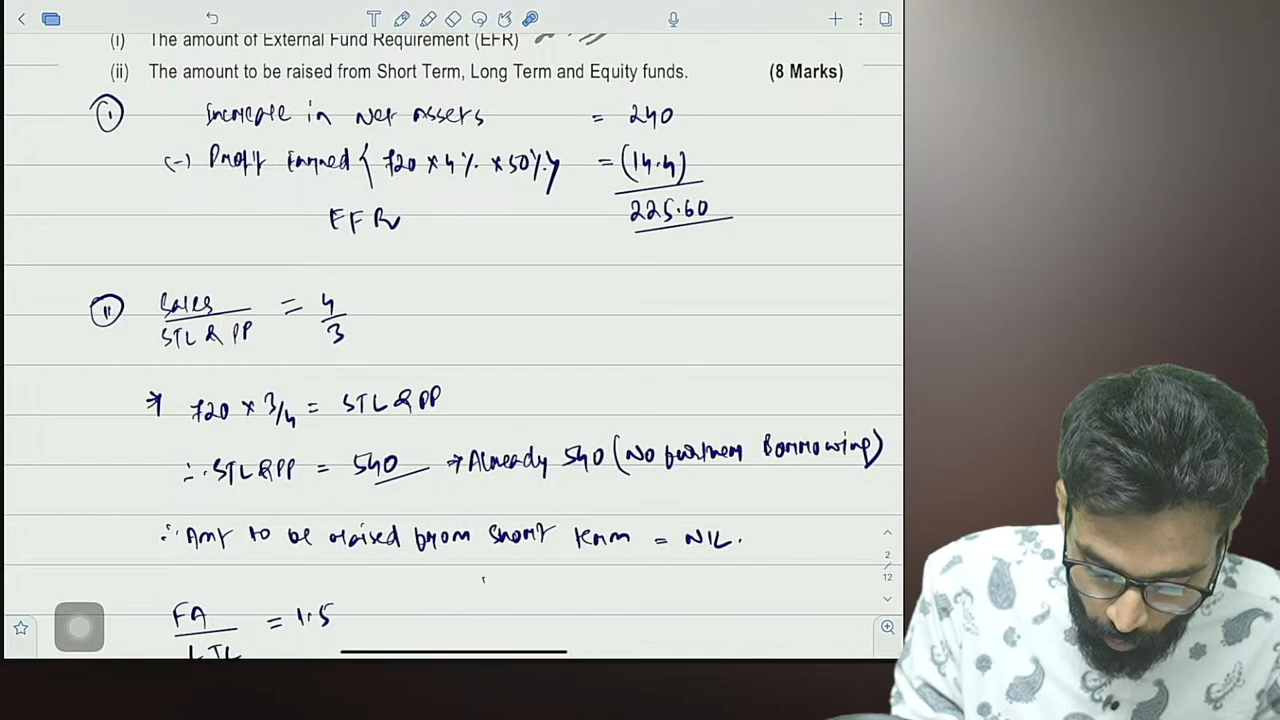 (i) The amount of External Fund Requirement (EFR)
(ii) The amount to be raised from Short Term, Long Term and Equity funds. (8 Marks)
(i) Increase in Net Assets = 240
(-) Profit Earned { 720 × 4% × 50% } = (14.4)
EFR 225.60
(ii) Sales / STL & PP = 4/3
⇒ 720 × 3/4 = STL & PP
∴ STL & PP = 540 ⇒ Already 540 (No further Borrowing)
∴ Amt to be raised from short term = NIL.
FA / LTL = 1.5
2 / 12